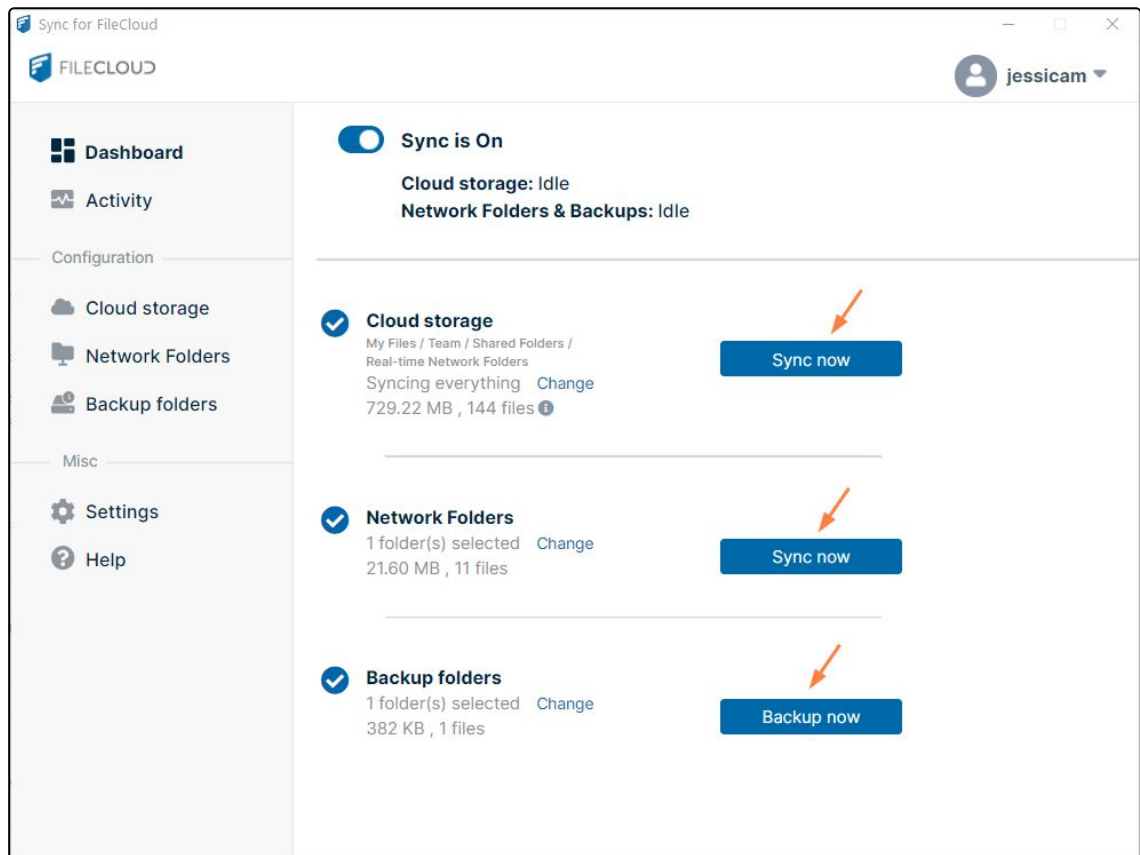 Sync for FileCloud
FILECLOUD
jessicam
Dashboard
Activity
Configuration
Cloud storage
Network Folders
Backup folders
Misc
Settings
Help
Sync is On
Cloud storage: Idle
Network Folders & Backups: Idle
Cloud storage
My Files / Team / Shared Folders /
Real-time Network Folders
Syncing everything Change
729.22 MB , 144 files
Sync now
Network Folders
1 folder(s) selected Change
21.60 MB , 11 files
Sync now
Backup folders
1 folder(s) selected Change
382 KB , 1 files
Backup now